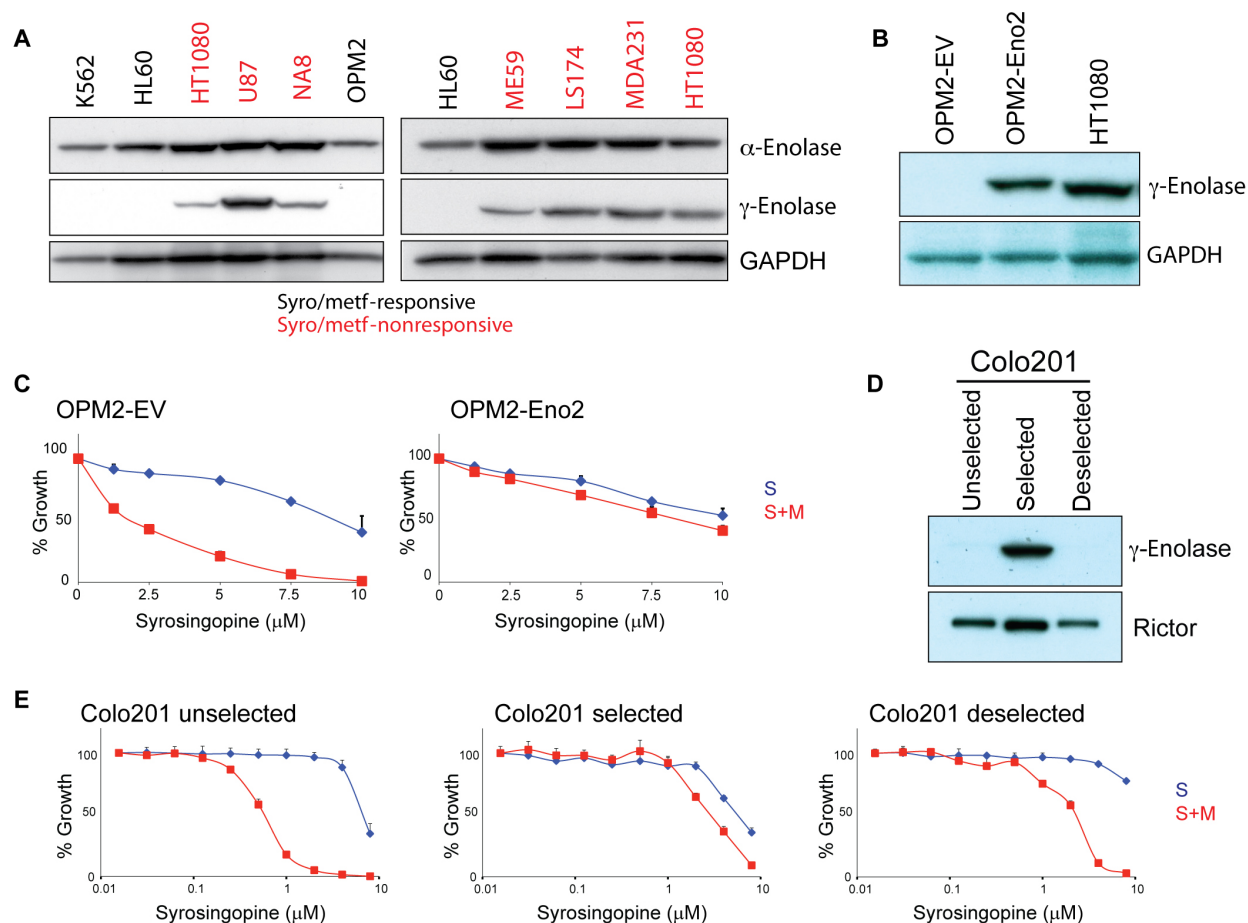 A
K562
HL60
HT1080
U87
NA8
OPM2
HL60
ME59
LS174
MDA231
HT1080
α-Enolase
γ-Enolase
GAPDH
Syro/metf-responsive
Syro/metf-nonresponsive
B
OPM2-EV
OPM2-Eno2
HT1080
γ-Enolase
GAPDH
C
OPM2-EV
% Growth
100
50
0
0 2.5 5 7.5 10
Syrosingopine (μM)
OPM2-Eno2
% Growth
100
50
0
0 2.5 5 7.5 10
Syrosingopine (μM)
S
S+M
D
Colo201
Unselected
Selected
Deselected
γ-Enolase
Rictor
E
Colo201 unselected
% Growth
100
50
0
0.01 0.1 1 10
Syrosingopine (μM)
Colo201 selected
% Growth
100
50
0
0.01 0.1 1 10
Syrosingopine (μM)
Colo201 deselected
% Growth
100
50
0
0.01 0.1 1 10
Syrosingopine (μM)
S
S+M